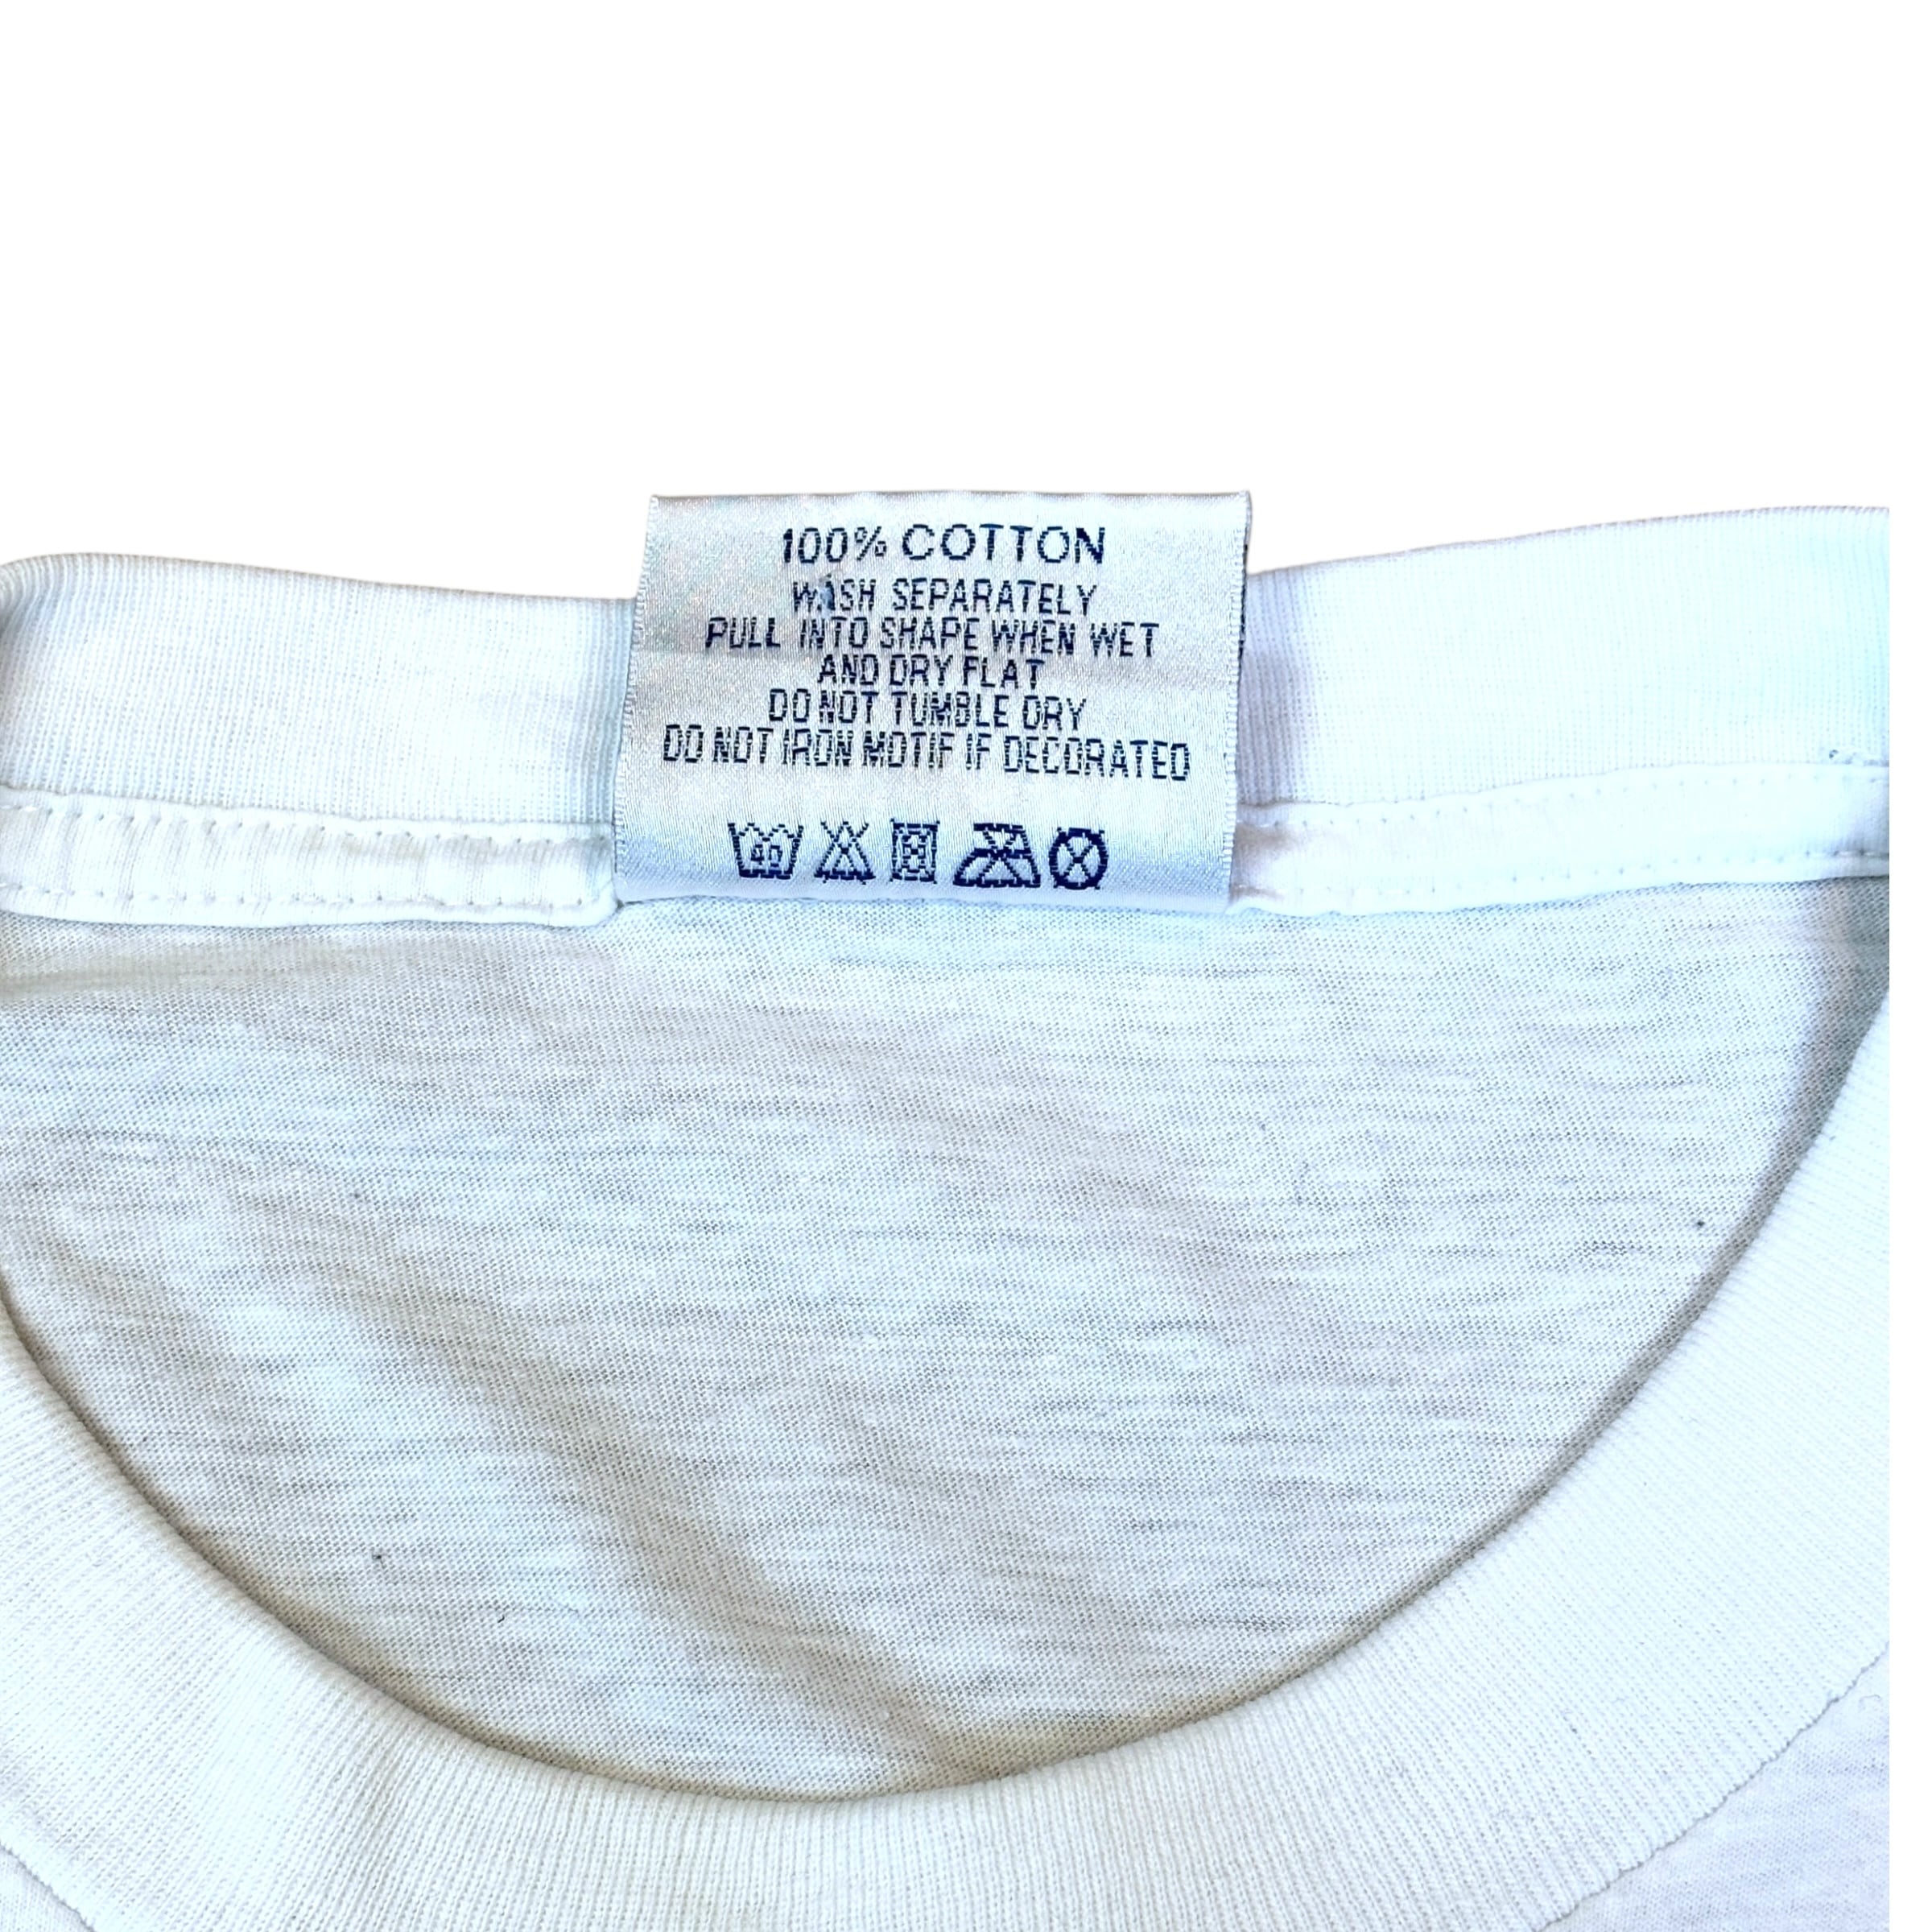 100% COTTON
WASH SEPARATELY
PULL INTO SHAPE WHEN WET
AND DRY FLAT
DO NOT TUMBLE DRY
DO NOT IRON MOTIF IF DECORATED
40